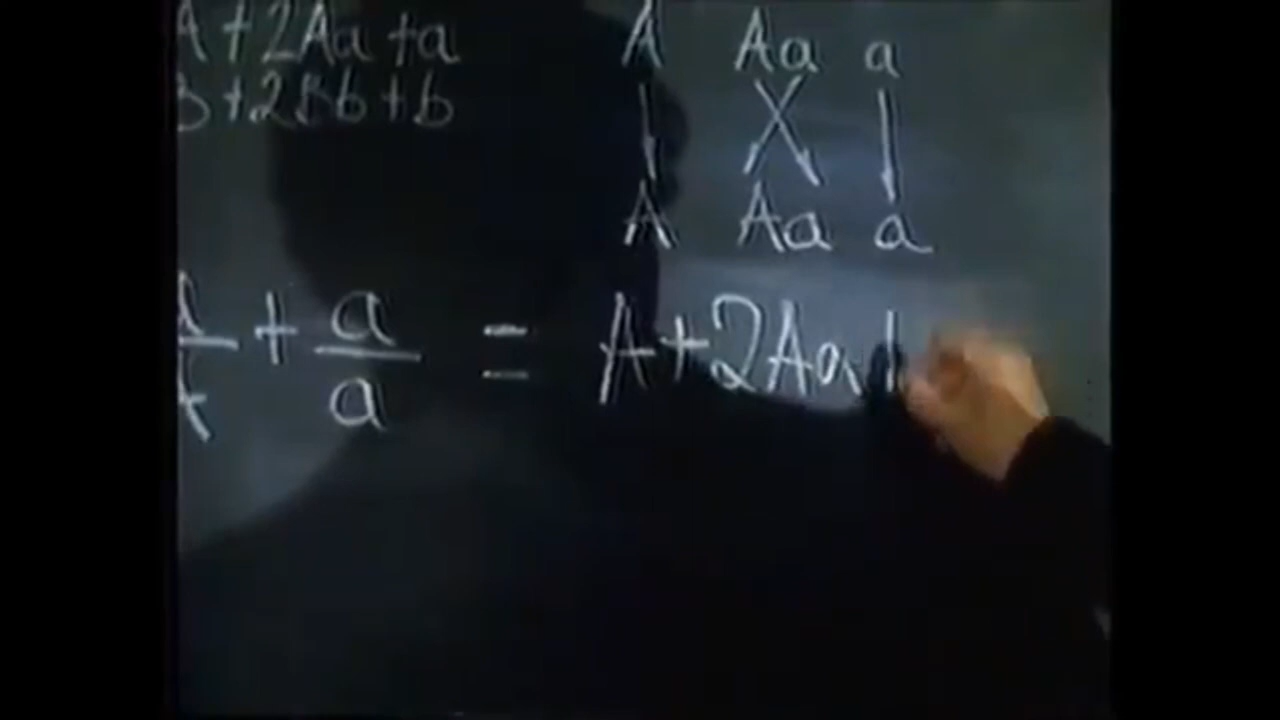 A + 2Aa + a
B + 2Bb + b
A Aa a
A Aa a
+ a/a = A + 2Aa +